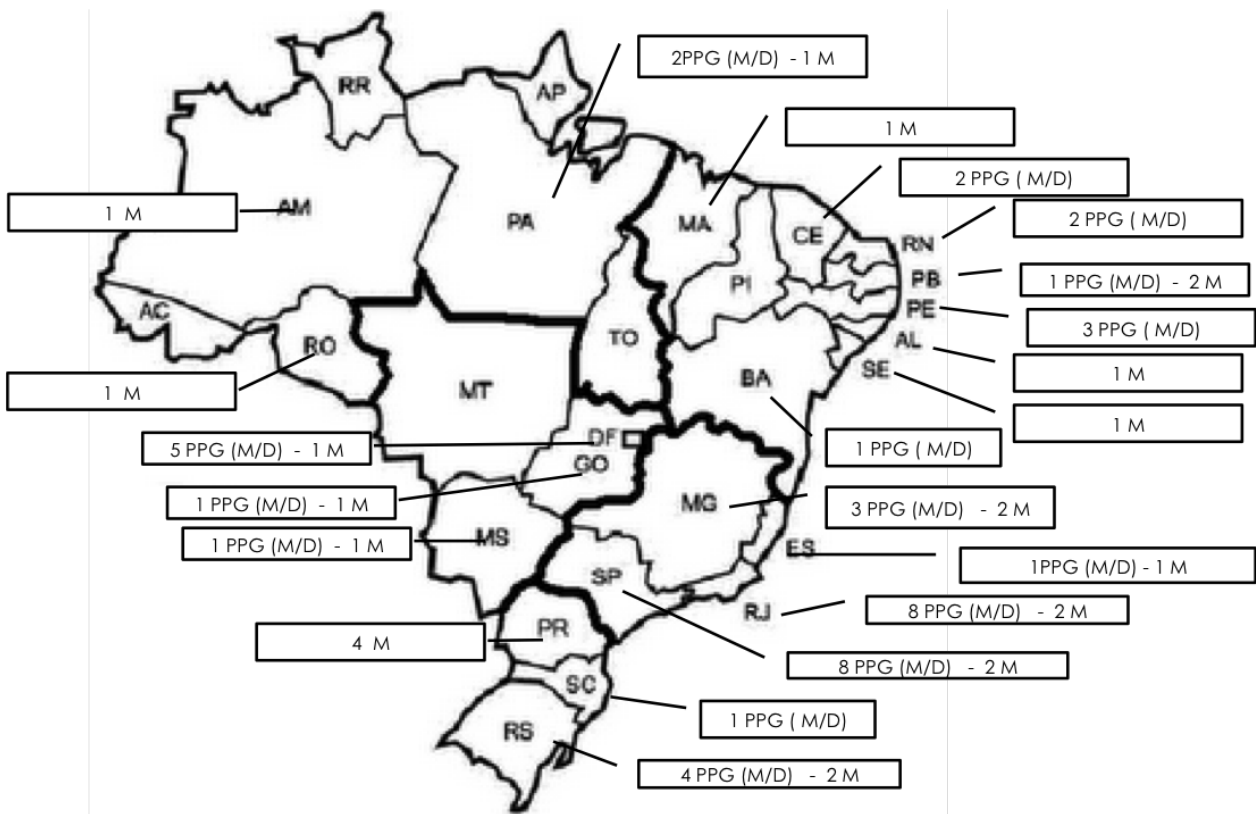 2PPG (M/D) - 1 M
RR
AP
1 M
2 PPG ( M/D)
2 PPG ( M/D)
1 M
AM
PA
MA
CE
RN
PI
PB
1 PPG (M/D) - 2 M
AC
PE
3 PPG ( M/D)
RO
TO
AL
1 M
SE
1 M
MT
BA
1 M
5 PPG (M/D) - 1 M
DF
1 PPG ( M/D)
GO
1 PPG (M/D) - 1 M
MG
3 PPG (M/D) - 2 M
1 PPG (M/D) - 1 M
MS
ES
1PPG (M/D) - 1 M
SP
RJ
8 PPG (M/D) - 2 M
4 M
PR
8 PPG (M/D) - 2 M
SC
1 PPG ( M/D)
RS
4 PPG (M/D) - 2 M